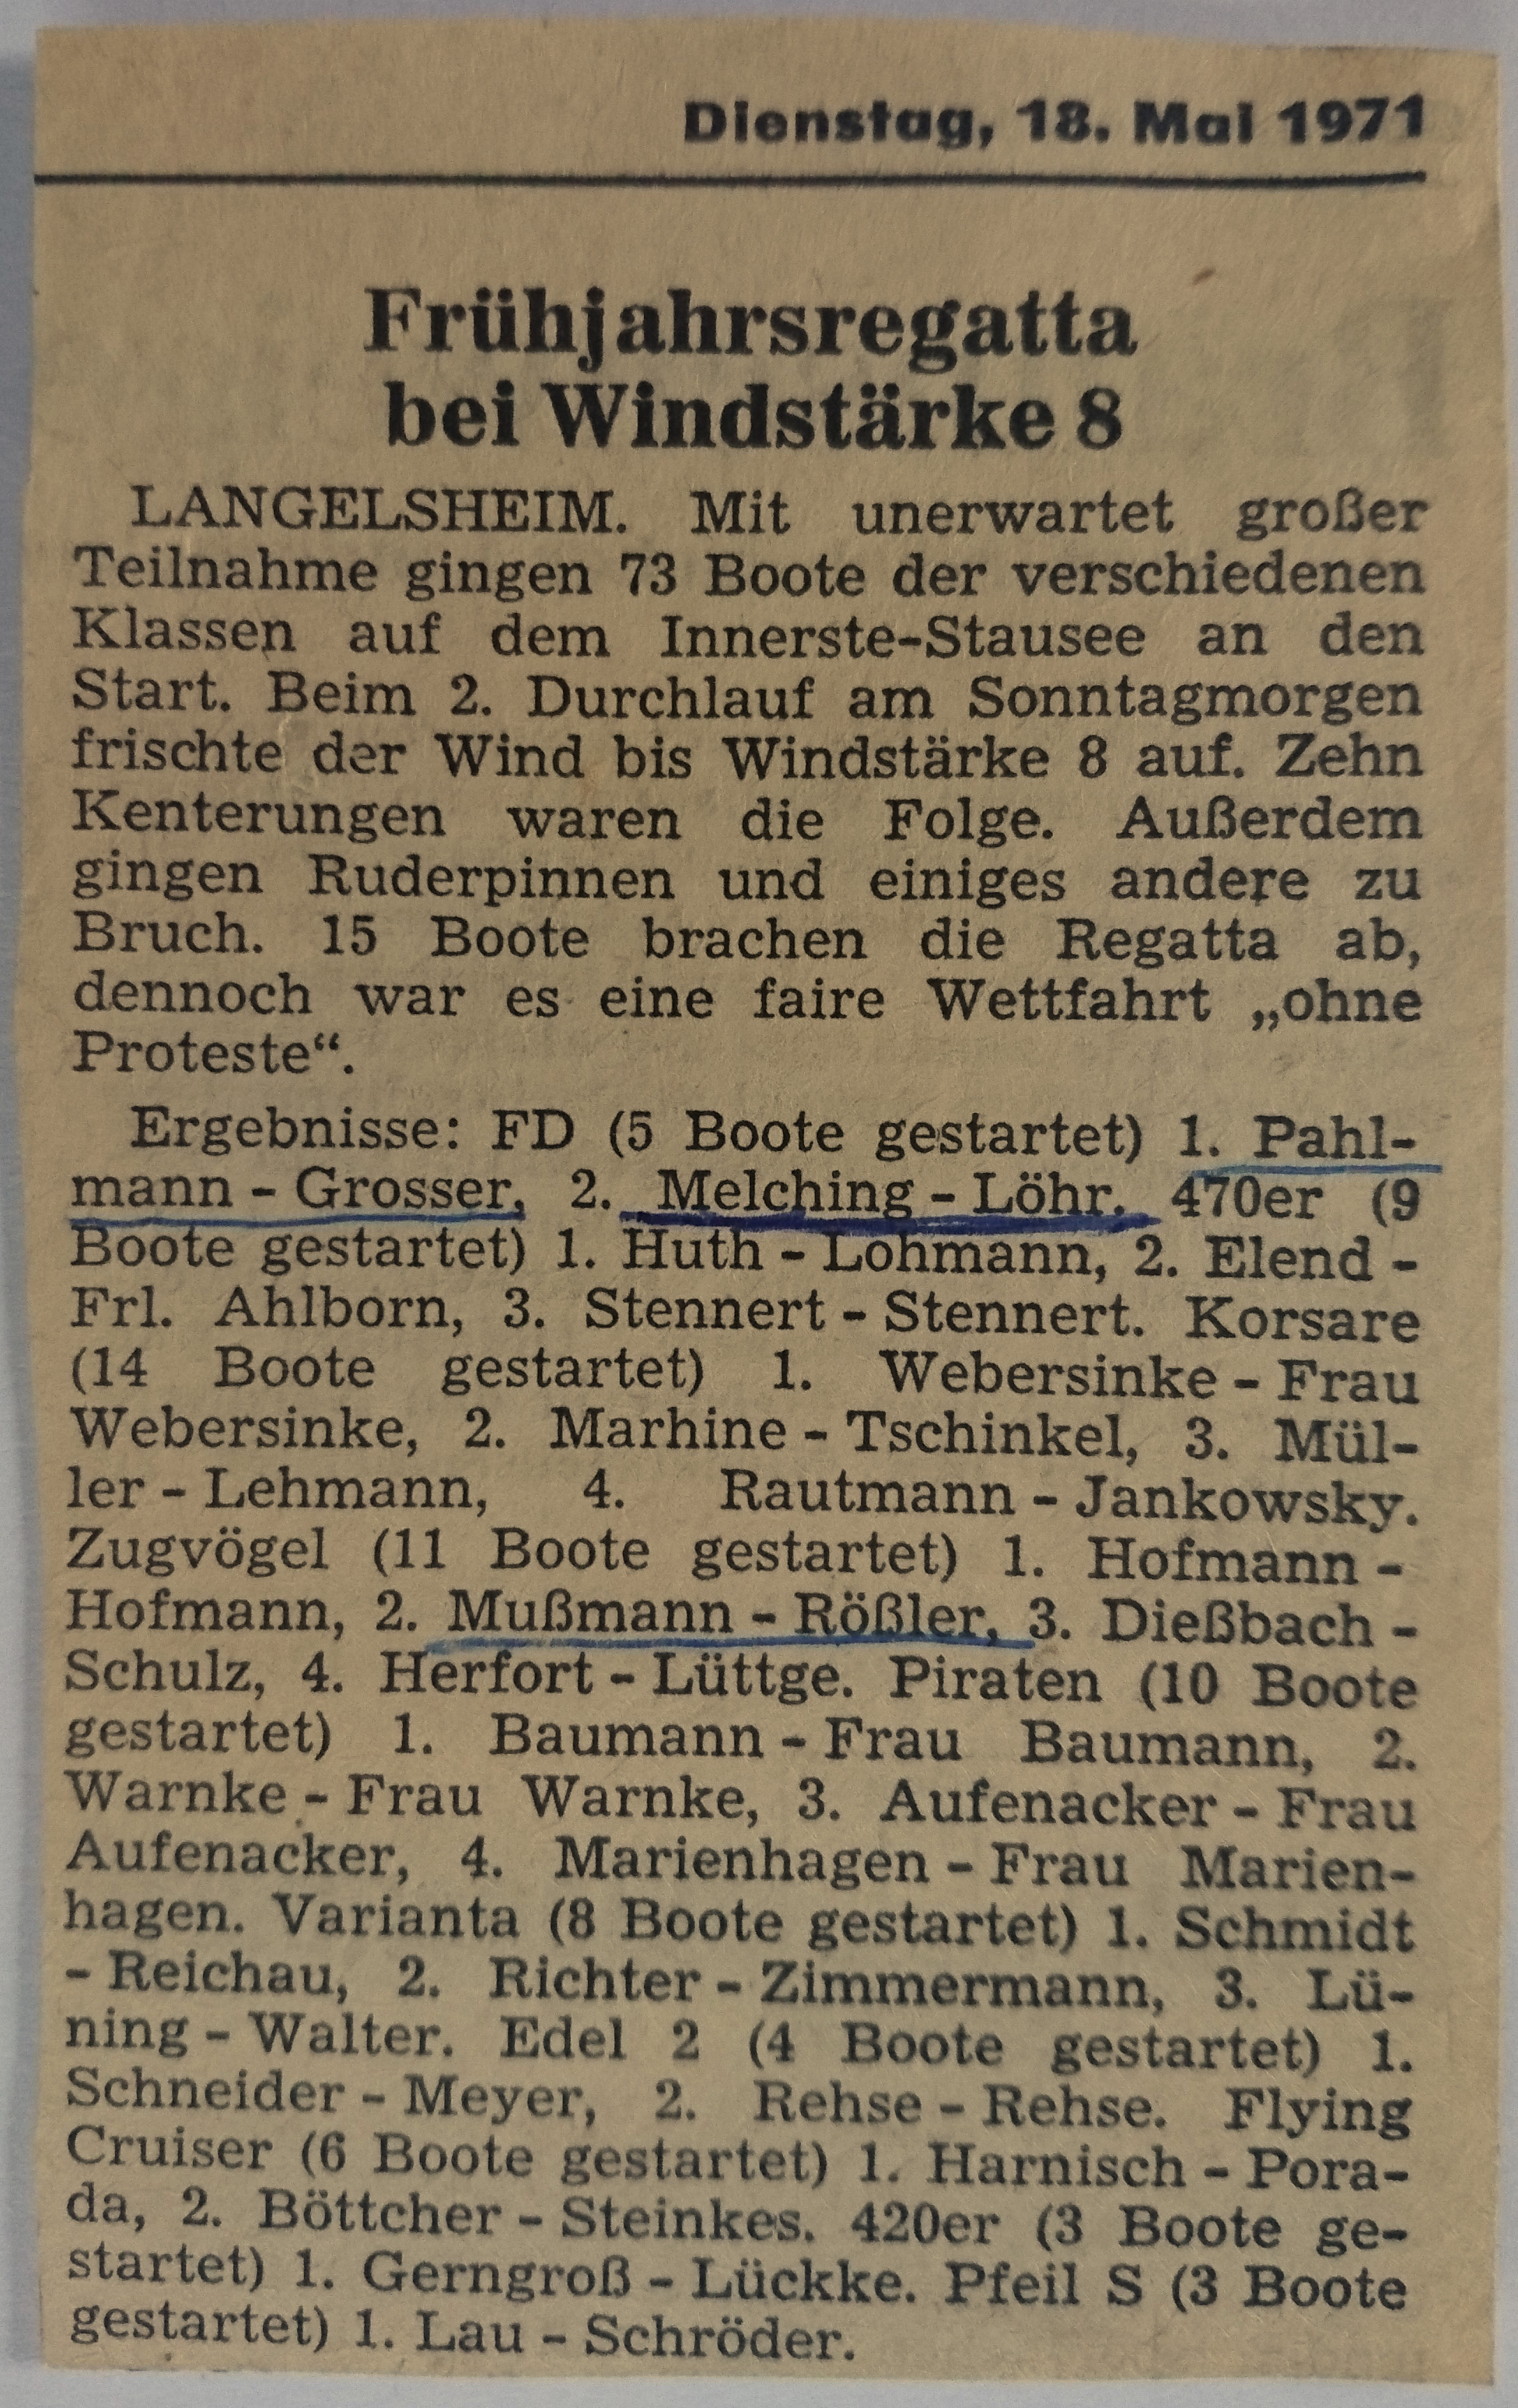 Dienstag, 18. Mai 1971
Frühjahrsregatta
bei Windstärke 8
LANGELSHEIM. Mit unerwartet großer
Teilnahme gingen 73 Boote der verschiedenen
Klassen auf dem Innerste-Stausee an den
Start. Beim 2. Durchlauf am Sonntagmorgen
frischte der Wind bis Windstärke 8 auf. Zehn
Kenterungen waren die Folge. Außerdem
gingen Ruderpinnen und einiges andere zu
Bruch. 15 Boote brachen die Regatta ab,
dennoch war es eine faire Wettfahrt „ohne
Proteste“.
Ergebnisse: FD (5 Boote gestartet) 1. Pahl-
mann - Grosser, 2. Melching - Löhr. 470er (9
Boote gestartet) 1. Huth - Lohmann, 2. Elend -
Frl. Ahlborn, 3. Stennert - Stennert. Korsare
(14 Boote gestartet) 1. Webersinke - Frau
Webersinke, 2. Marhine - Tschinkel, 3. Mül-
ler - Lehmann, 4. Rautmann - Jankowsky.
Zugvögel (11 Boote gestartet) 1. Hofmann -
Hofmann, 2. Mußmann - Rößler, 3. Dießbach -
Schulz, 4. Herfort - Lüttge. Piraten (10 Boote
gestartet) 1. Baumann - Frau Baumann, 2.
Warnke - Frau Warnke, 3. Aufenacker - Frau
Aufenacker, 4. Marienhagen - Frau Marien-
hagen. Varianta (8 Boote gestartet) 1. Schmidt
- Reichau, 2. Richter - Zimmermann, 3. Lü-
ning - Walter. Edel 2 (4 Boote gestartet) 1.
Schneider - Meyer, 2. Rehse - Rehse. Flying
Cruiser (6 Boote gestartet) 1. Harnisch - Pora-
da, 2. Böttcher - Steinkes. 420er (3 Boote ge-
startet) 1. Gerngroß - Lückke. Pfeil S (3 Boote
gestartet) 1. Lau - Schröder.